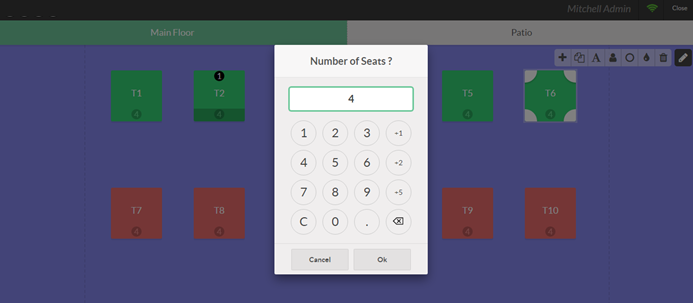 Mitchell Admin
Close
Main Floor
Patio
Number of Seats ?
A
T1
4
1
T2
4
T5
4
T6
4
4
1
2
3
+1
4
5
6
+2
7
8
9
+5
C
0
.
T7
4
T8
4
T9
4
T10
4
Cancel
Ok